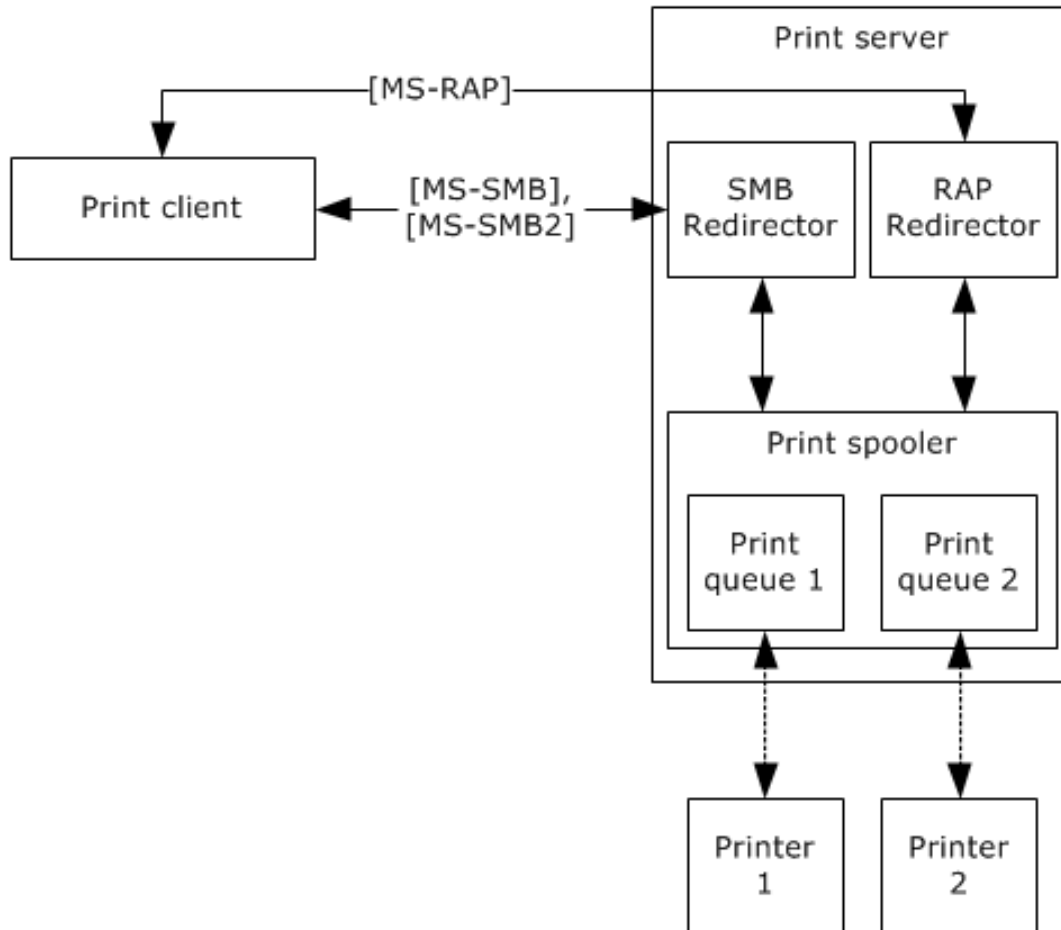 Print server
[MS-RAP]
Print client
[MS-SMB],
[MS-SMB2]
SMB
Redirector
RAP
Redirector
Print spooler
Print
queue 1
Print
queue 2
Printer
1
Printer
2